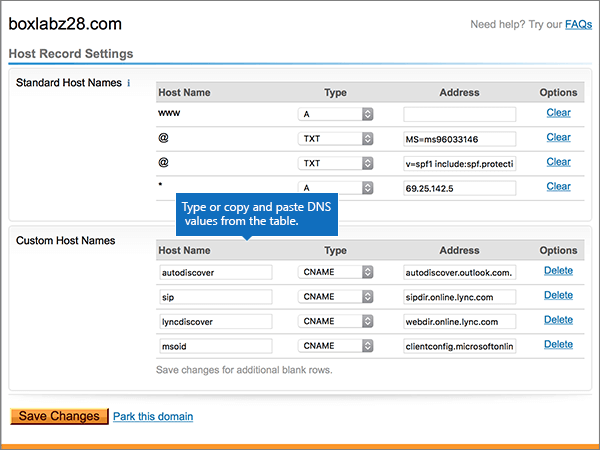 boxlabz28.com
Need help? Try our FAQs
Host Record Settings
Standard Host Names i
Host Name Type Address Options
www A Clear
@ TXT MS=ms96033146 Clear
@ TXT v=spf1 include:spf.protecti Clear
* A 69.25.142.5 Clear
Type or copy and paste DNS
values from the table.
Custom Host Names
Host Name Type Address Options
autodiscover CNAME autodiscover.outlook.com. Delete
sip CNAME sipdir.online.lync.com Delete
lyncdiscover CNAME webdir.online.lync.com Delete
msoid CNAME clientconfig.microsoftonlin Delete
Save changes for additional blank rows.
Save Changes Park this domain